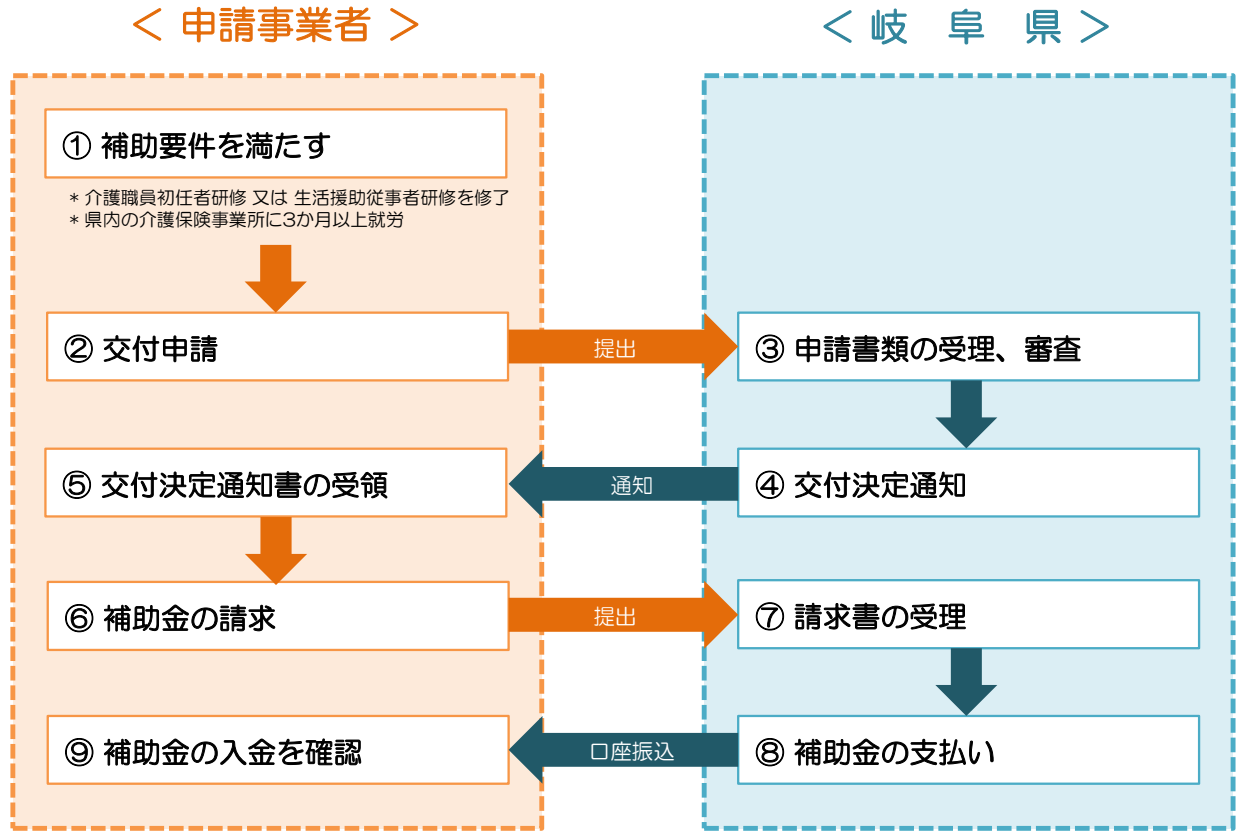 ＜ 申請事業者 ＞
＜ 岐 阜 県 ＞
① 補助要件を満たす
* 介護職員初任者研修 又は 生活援助従事者研修を修了
* 県内の介護保険事業所に3か月以上就労
② 交付申請
提出
③ 申請書類の受理、審査
④ 交付決定通知
通知
⑤ 交付決定通知書の受領
⑥ 補助金の請求
提出
⑦ 請求書の受理
⑧ 補助金の支払い
口座振込
⑨ 補助金の入金を確認